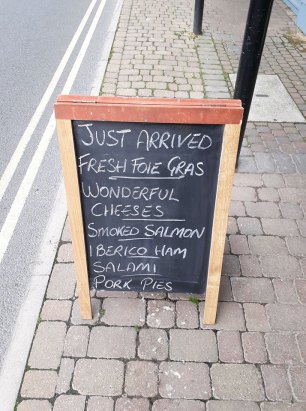 JUST ARRIVED
FRESH FOIE GRAS
WONDERFUL
CHEESES
SMOKED SALMON
IBERICO HAM
SALAMI
PORK PIES